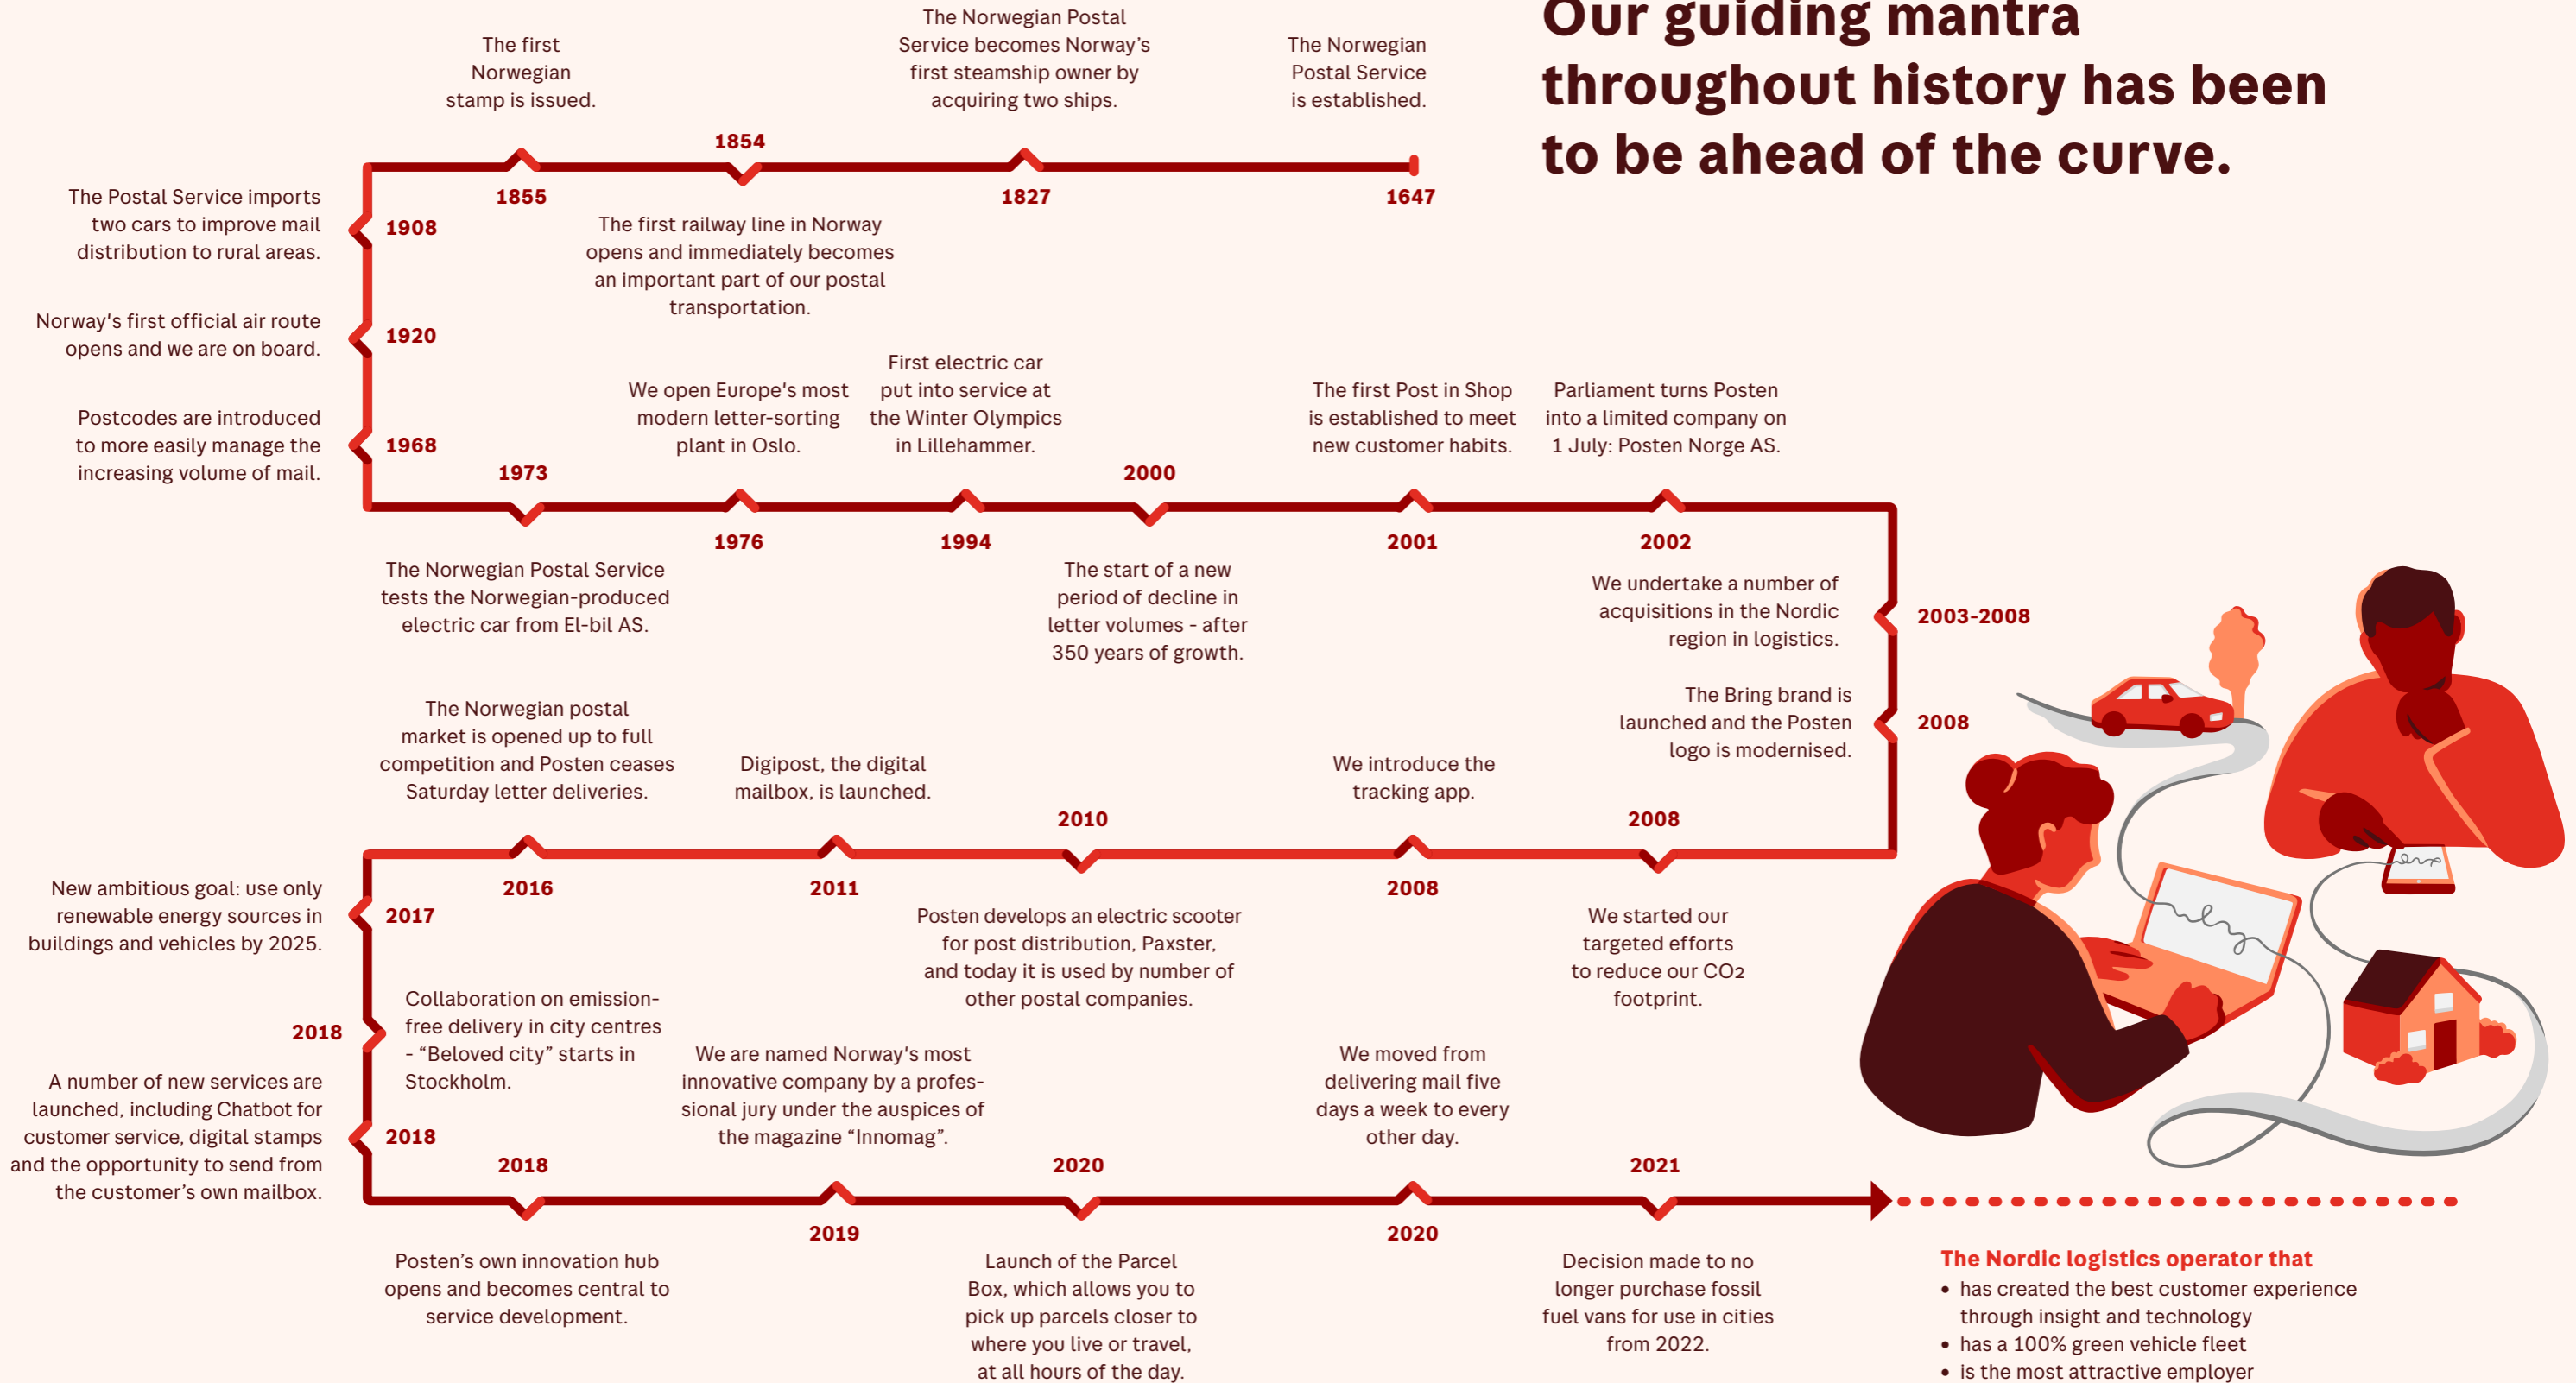 Our guiding mantra
throughout history has been
to be ahead of the curve.
The Norwegian
Postal Service
is established.
1647
The Norwegian Postal
Service becomes Norway’s
first steamship owner by
acquiring two ships.
1827
1854
The first railway line in Norway
opens and immediately becomes
an important part of our postal
transportation.
The first
Norwegian
stamp is issued.
1855
The Postal Service imports
two cars to improve mail
distribution to rural areas.
1908
Norway's first official air route
opens and we are on board.
1920
Postcodes are introduced
to more easily manage the
increasing volume of mail.
1968
1973
The Norwegian Postal Service
tests the Norwegian-produced
electric car from El-bil AS.
We open Europe's most
modern letter-sorting
plant in Oslo.
1976
First electric car
put into service at
the Winter Olympics
in Lillehammer.
1994
2000
The start of a new
period of decline in
letter volumes - after
350 years of growth.
The first Post in Shop
is established to meet
new customer habits.
2001
Parliament turns Posten
into a limited company on
1 July: Posten Norge AS.
2002
We undertake a number of
acquisitions in the Nordic
region in logistics.
2003-2008
The Bring brand is
launched and the Posten
logo is modernised.
2008
2008
We started our
targeted efforts
to reduce our CO2
footprint.
We introduce the
tracking app.
2008
2010
Posten develops an electric scooter
for post distribution, Paxster,
and today it is used by number of
other postal companies.
Digipost, the digital
mailbox, is launched.
2011
The Norwegian postal
market is opened up to full
competition and Posten ceases
Saturday letter deliveries.
2016
New ambitious goal: use only
renewable energy sources in
buildings and vehicles by 2025.
2017
2018
Collaboration on emission-
free delivery in city centres
- “Beloved city” starts in
Stockholm.
A number of new services are
launched, including Chatbot for
customer service, digital stamps
and the opportunity to send from
the customer’s own mailbox.
2018
2018
Posten’s own innovation hub
opens and becomes central to
service development.
We are named Norway's most
innovative company by a profes-
sional jury under the auspices of
the magazine “Innomag”.
2019
2020
Launch of the Parcel
Box, which allows you to
pick up parcels closer to
where you live or travel,
at all hours of the day.
We moved from
delivering mail five
days a week to every
other day.
2020
2021
Decision made to no
longer purchase fossil
fuel vans for use in cities
from 2022.
The Nordic logistics operator that
• has created the best customer experience
through insight and technology
• has a 100% green vehicle fleet
• is the most attractive employer